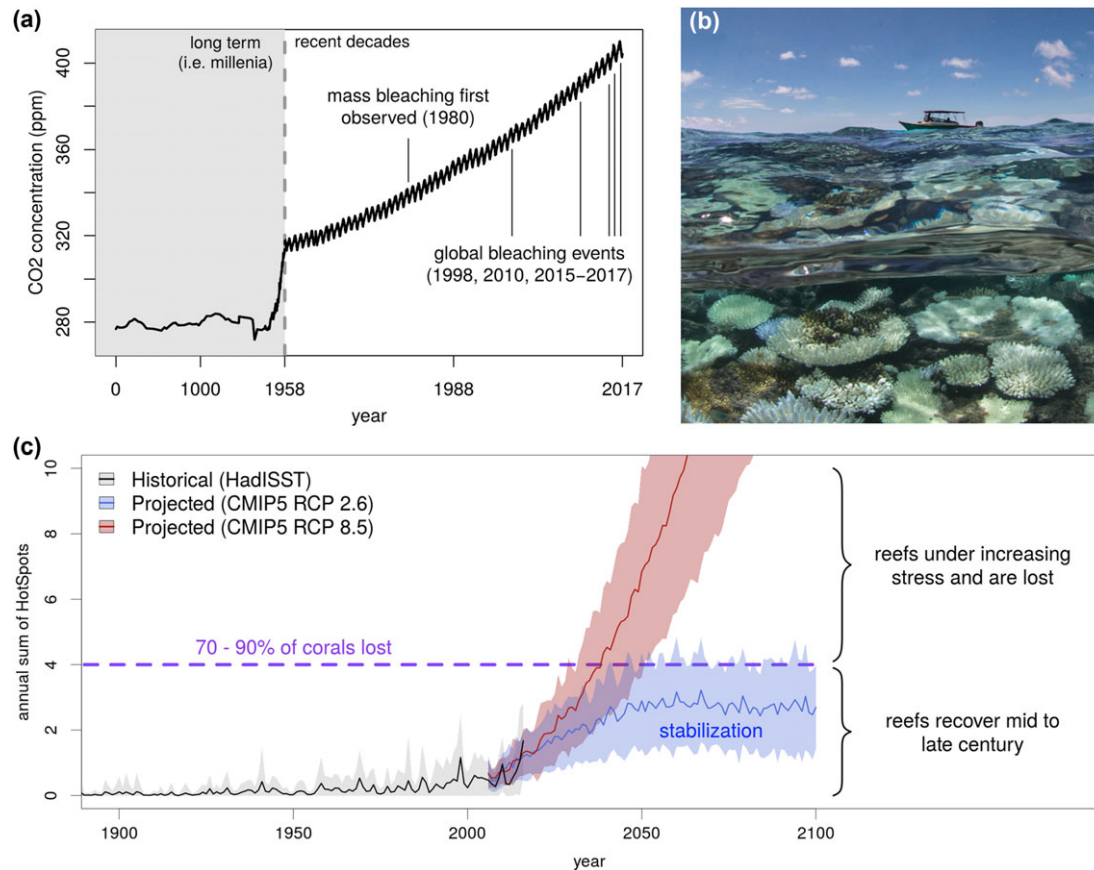 (a)
long term
(i.e. millenia)
recent decades
mass bleaching first
observed (1980)
global bleaching events
(1998, 2010, 2015−2017)
CO2 concentration (ppm)
400
360
320
280
0 1000 1958 1988 2017
year
(b)
(c)
Historical (HadISST)
Projected (CMIP5 RCP 2.6)
Projected (CMIP5 RCP 8.5)
70 - 90% of corals lost
stabilization
annual sum of HotSpots
10
8
6
4
2
0
1900 1950 2000 2050 2100
year
reefs under increasing
stress and are lost
reefs recover mid to
late century